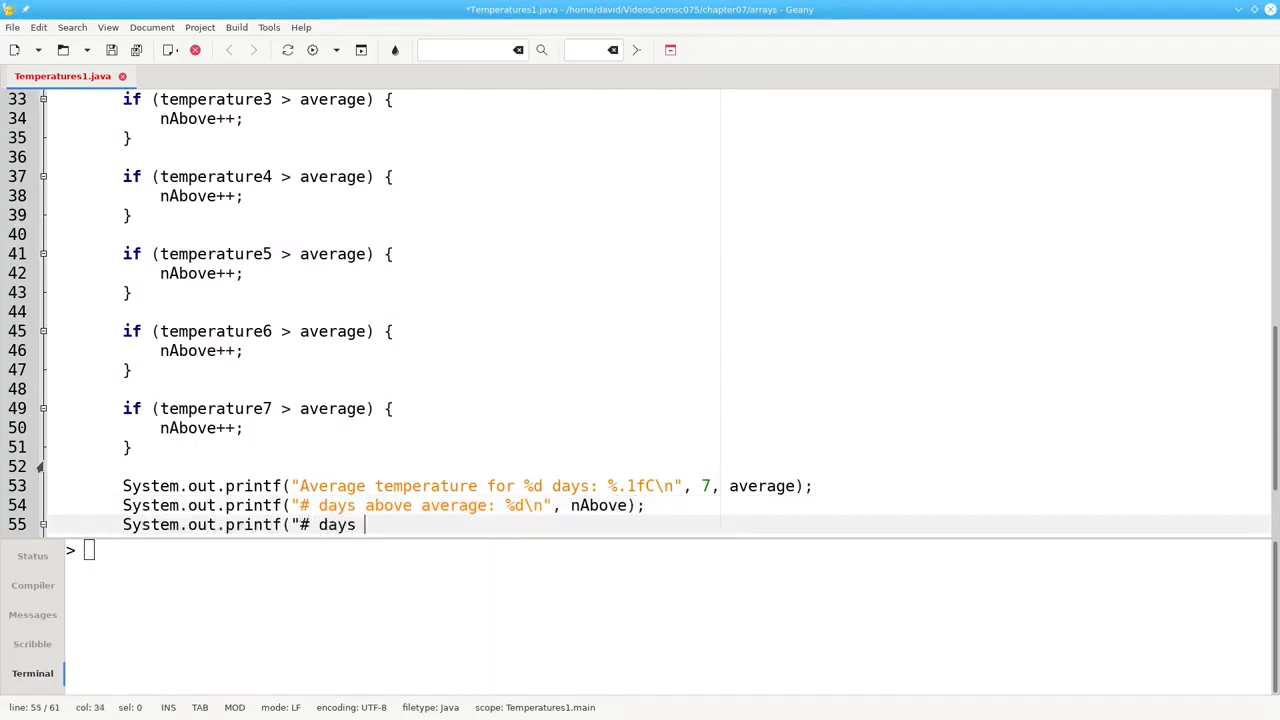 *Temperatures1.java - /home/david/Videos/comsc075/chapter07/arrays - Geany
File Edit Search View Document Project Build Tools Help
Temperatures1.java
33 if (temperature3 > average) {
34 nAbove++;
35 }
36
37 if (temperature4 > average) {
38 nAbove++;
39 }
40
41 if (temperature5 > average) {
42 nAbove++;
43 }
44
45 if (temperature6 > average) {
46 nAbove++;
47 }
48
49 if (temperature7 > average) {
50 nAbove++;
51 }
52
53 System.out.printf("Average temperature for %d days: %.1fC\n", 7, average);
54 System.out.printf("# days above average: %d\n", nAbove);
55 System.out.printf("# days
Status
Compiler
Messages
Scribble
Terminal
>
line: 55 / 61 col: 34 sel: 0 INS TAB MOD mode: LF encoding: UTF-8 filetype: Java scope: Temperatures1.main